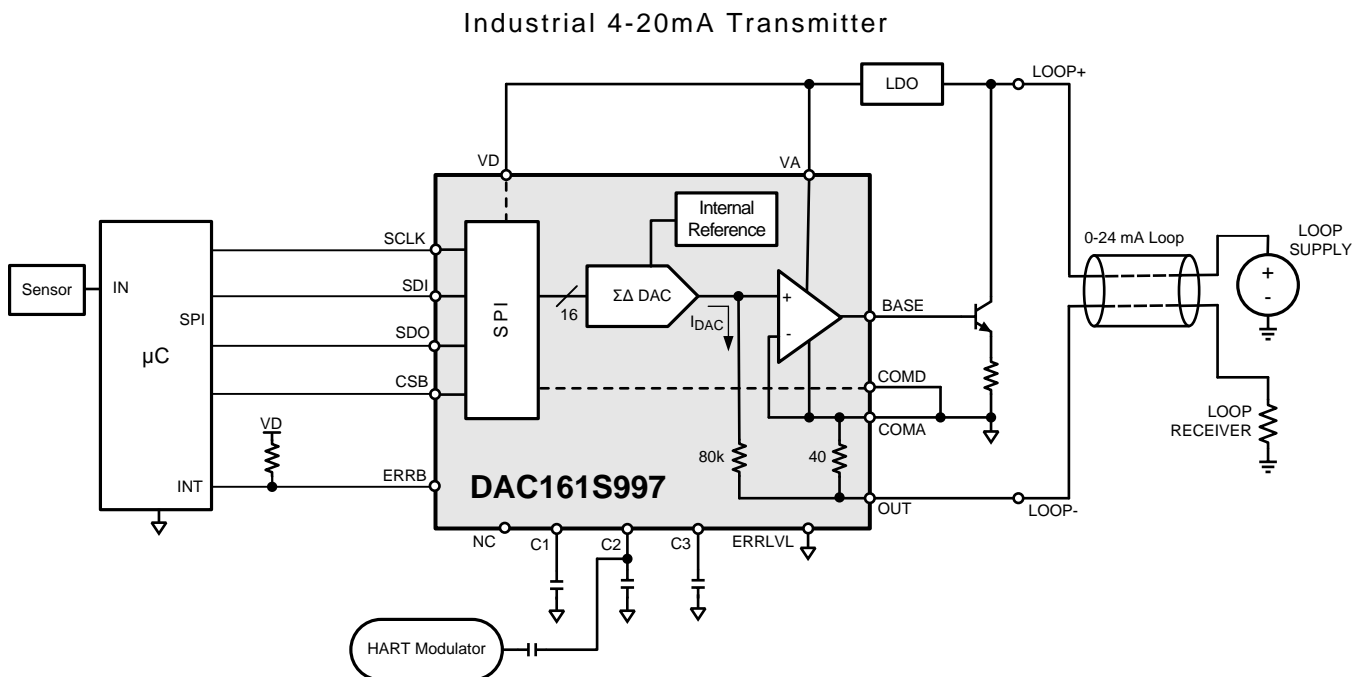 Industrial 4-20mA Transmitter
LDO
LOOP+
VD
VA
Internal
Reference
SCLK
0-24 mA Loop
LOOP
SUPPLY
Sensor
IN
SDI
SPI
ΣΔ DAC
+
-
BASE
+
-
SPI
16
IDAC
SDO
µC
CSB
COMD
COMA
VD
80k
40
LOOP
RECEIVER
INT
ERRB
DAC161S997
OUT
LOOP-
NC
C1
C2
C3
ERRLVL
HART Modulator